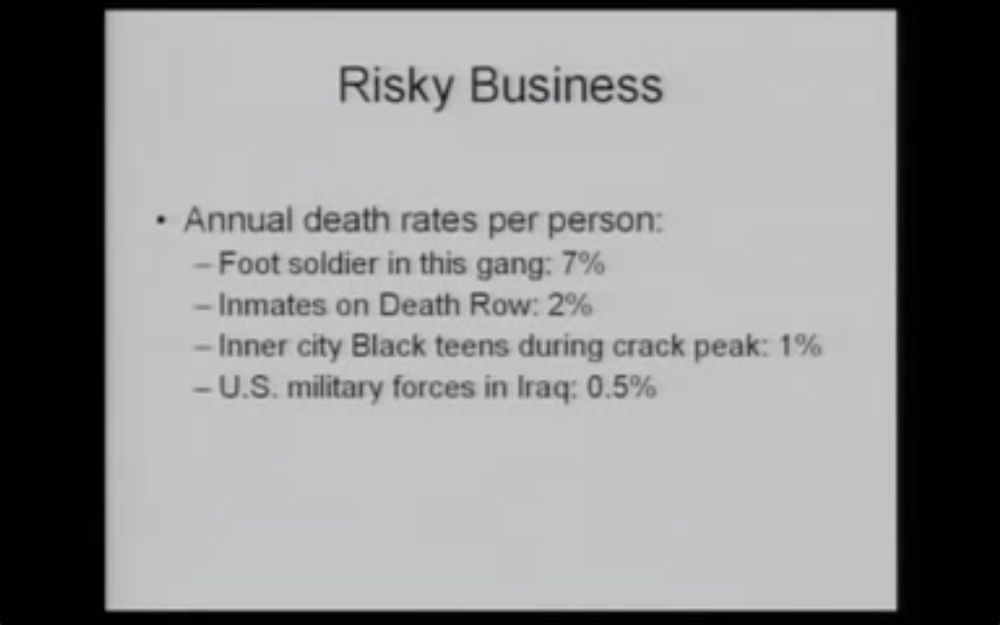 Risky Business
• Annual death rates per person:
– Foot soldier in this gang: 7%
– Inmates on Death Row: 2%
– Inner city Black teens during crack peak: 1%
– U.S. military forces in Iraq: 0.5%